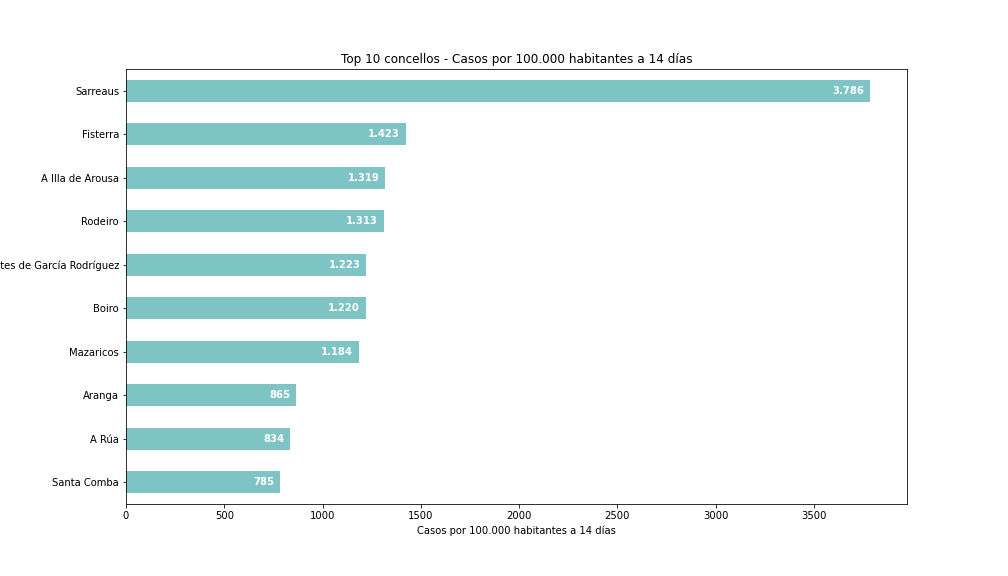 Top 10 concellos - Casos por 100.000 habitantes a 14 días
Sarreaus 3.786
Fisterra 1.423
A Illa de Arousa 1.319
Rodeiro 1.313
tes de García Rodríguez 1.223
Boiro 1.220
Mazaricos 1.184
Aranga 865
A Rúa 834
Santa Comba 785
0 500 1000 1500 2000 2500 3000 3500
Casos por 100.000 habitantes a 14 días